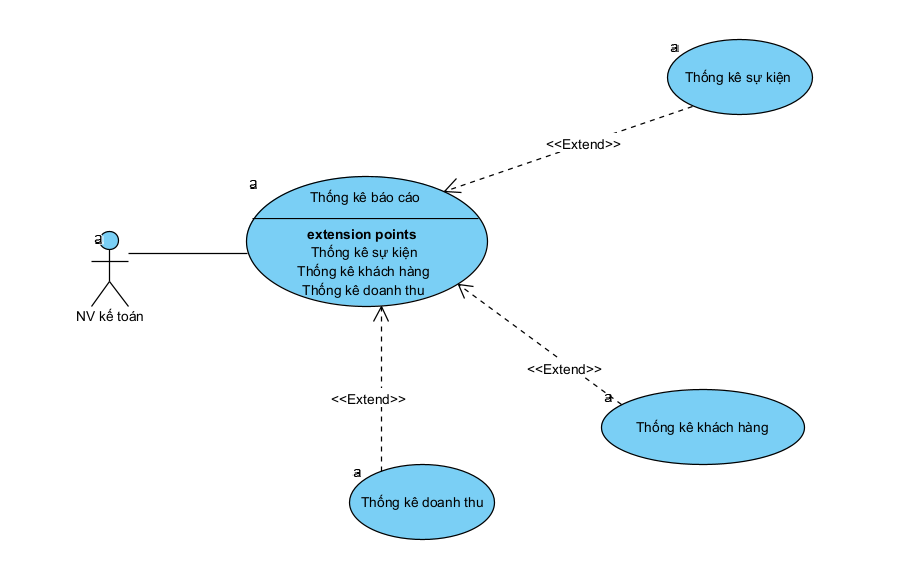 a
Thống kê sự kiện
<<Extend>>
a
Thống kê báo cáo
extension points
Thống kê sự kiện
Thống kê khách hàng
Thống kê doanh thu
a
NV kế toán
<<Extend>>
a
Thống kê khách hàng
<<Extend>>
a
Thống kê doanh thu